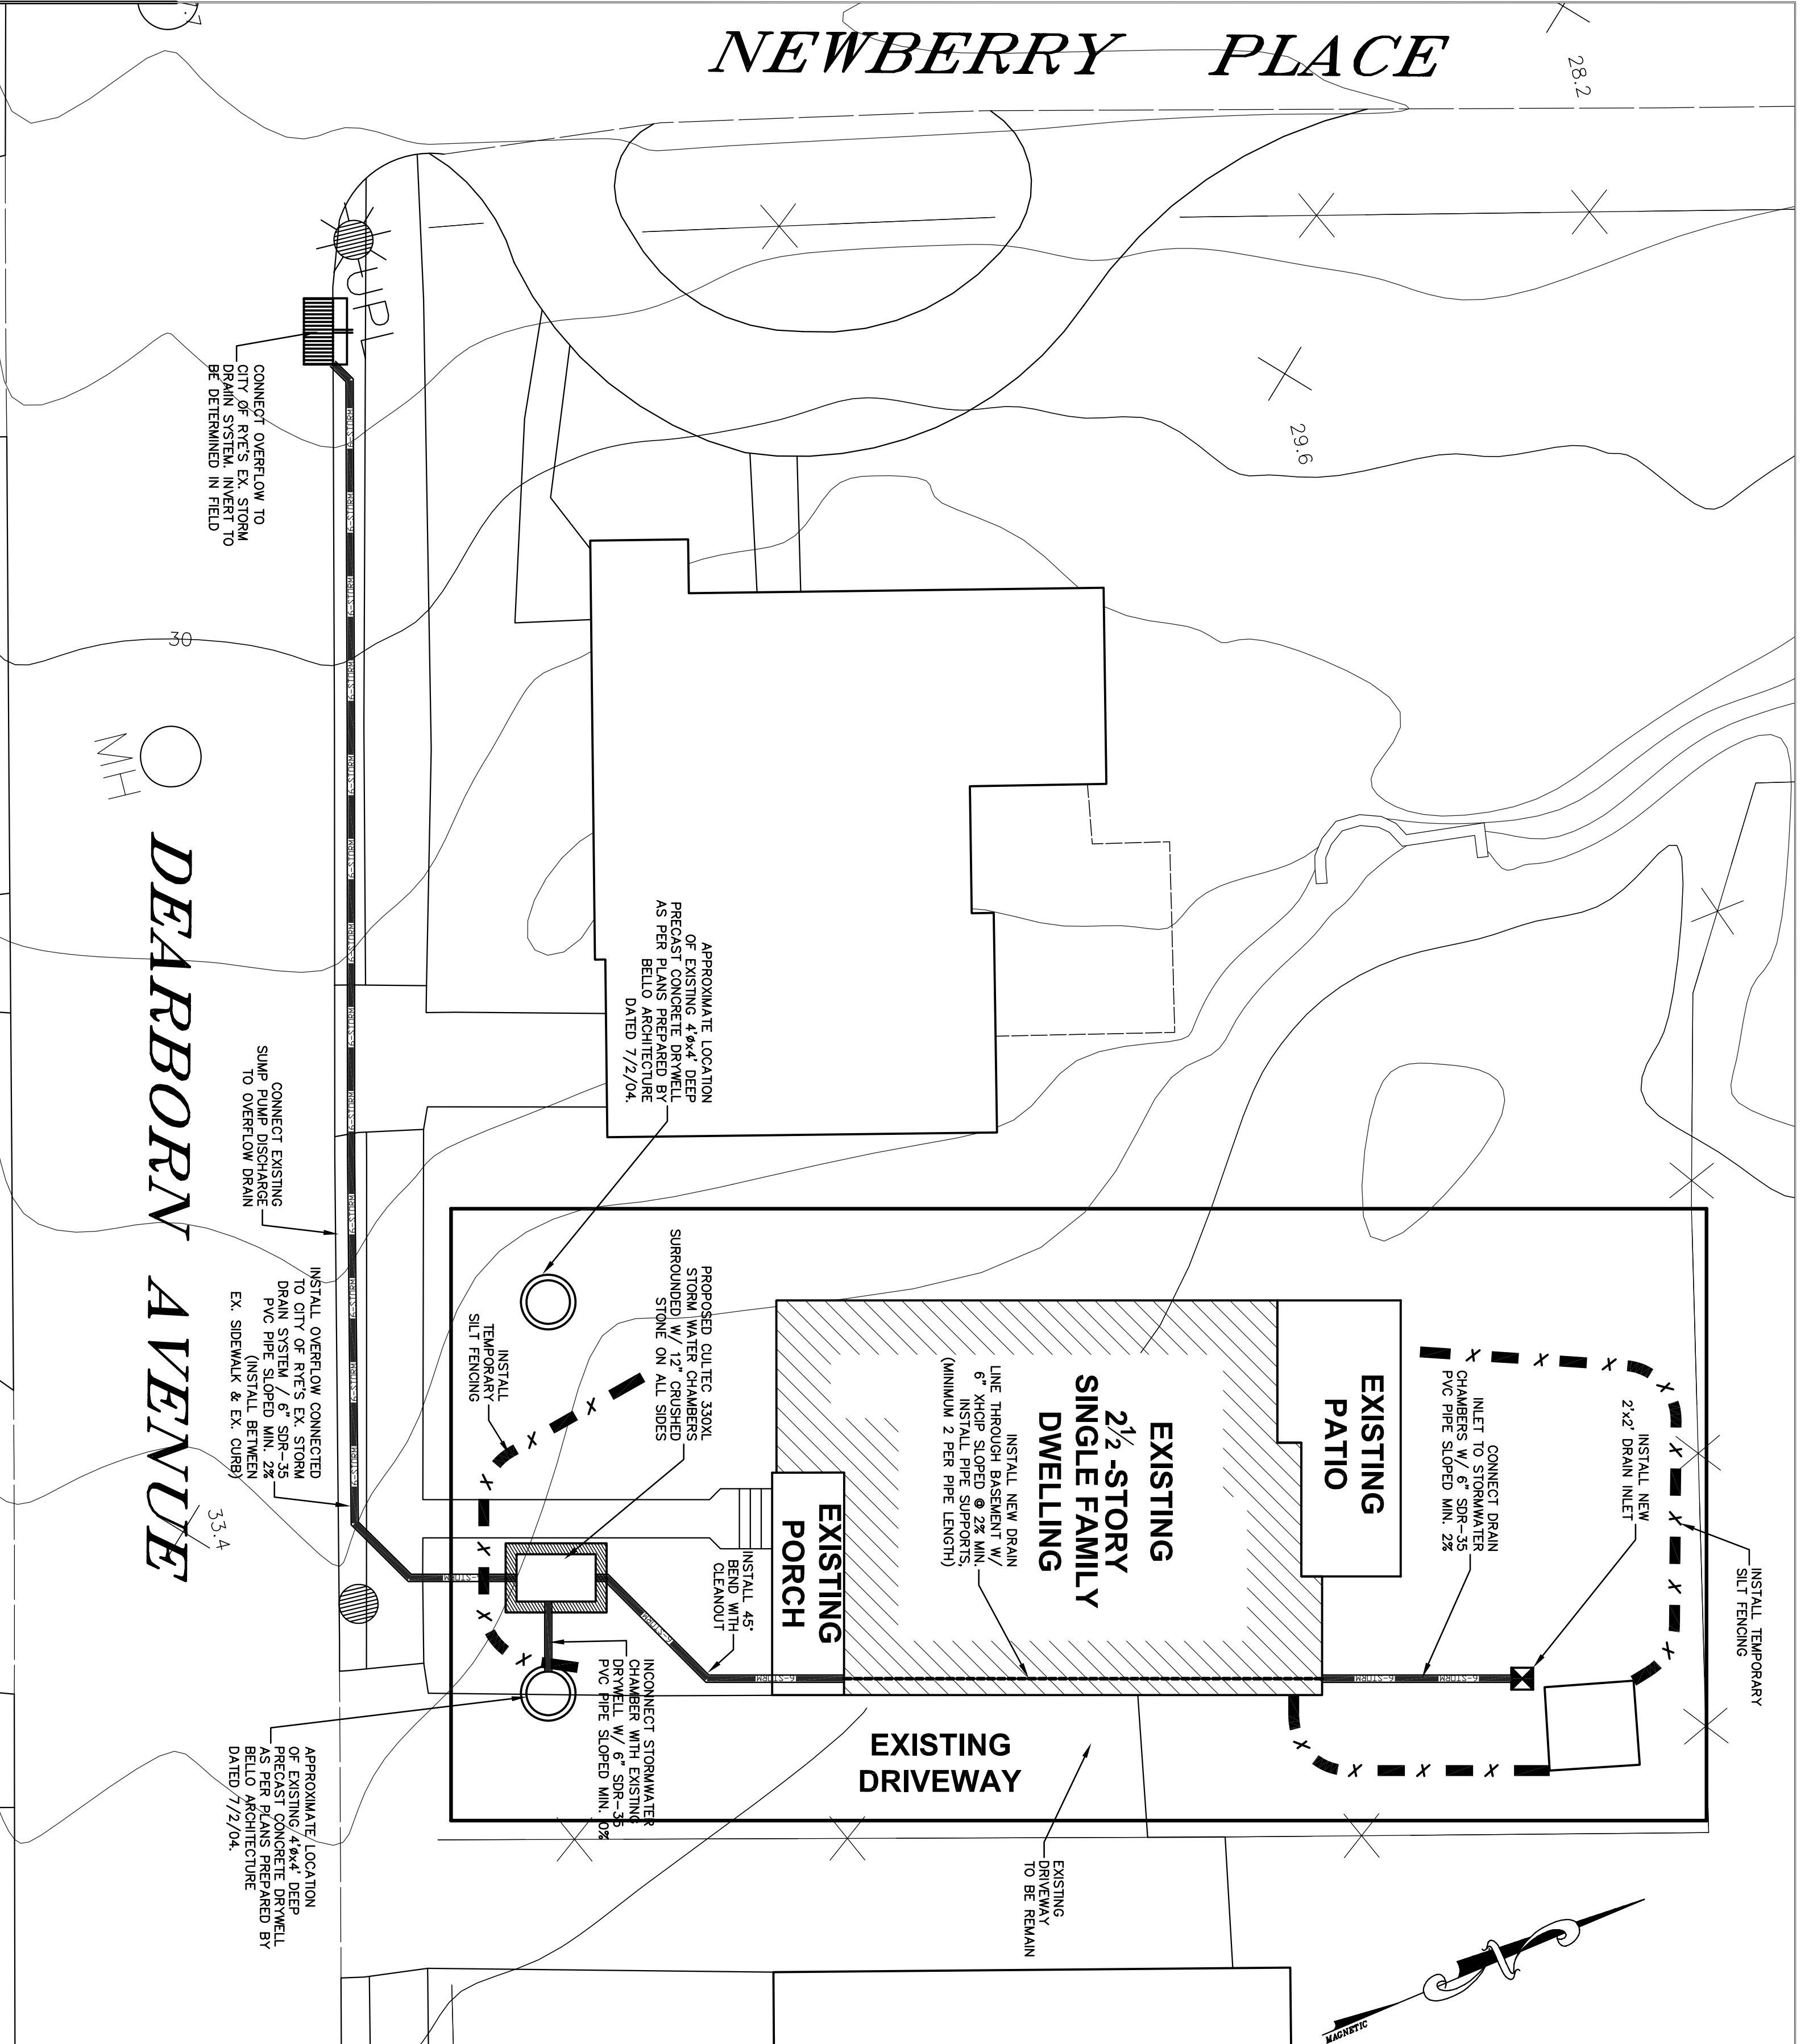 NEWBERRY PLACE
28.2
29.6
.7
UPL
CONNECT OVERFLOW TO
CITY OF RYE'S EX. STORM
DRAIN SYSTEM. INVERT TO
BE DETERMINED IN FIELD
30
MH
DEARBORN AVENUE
33.4
APPROXIMATE LOCATION
OF EXISTING 4'øx4' DEEP
PRECAST CONCRETE DRYWELL
AS PER PLANS PREPARED BY
BELLO ARCHITECTURE
DATED 7/2/04.
CONNECT EXISTING
SUMP PUMP DISCHARGE
TO OVERFLOW DRAIN
INSTALL OVERFLOW CONNECTED
TO CITY OF RYE'S EX. STORM
DRAIN SYSTEM / 6" SDR-35
PVC PIPE SLOPED MIN. 2%
(INSTALL BETWEEN
EX. SIDEWALK & EX. CURB)
PROPOSED CULTEC 330XL
STORM WATER CHAMBERS
SURROUNDED W/ 12" CRUSHED
STONE ON ALL SIDES
INSTALL
TEMPORARY
SILT FENCING
INSTALL TEMPORARY
SILT FENCING
INSTALL NEW
2'x2' DRAIN INLET
CONNECT DRAIN
INLET TO STORMWATER
CHAMBERS W/ 6" SDR-35
PVC PIPE SLOPED MIN. 2%
EXISTING
PATIO
EXISTING
2½ -STORY
SINGLE FAMILY
DWELLING
INSTALL NEW DRAIN
LINE THROUGH BASEMENT W/
6" XHCIP SLOPED @ 2% MIN.
INSTALL PIPE SUPPORTS,
(MINIMUM 2 PER PIPE LENGTH)
EXISTING
PORCH
INSTALL 45°
BEND WITH
CLEANOUT
INCONNECT STORMWATER
CHAMBER WITH EXISTING
DRYWELL W/ 6" SDR-35
PVC PIPE SLOPED MIN. 0%
EXISTING
DRIVEWAY
EXISTING
DRIVEWAY
TO BE REMAIN
APPROXIMATE LOCATION
OF EXISTING 4'øx4' DEEP
PRECAST CONCRETE DRYWELL
AS PER PLANS PREPARED BY
BELLO ARCHITECTURE
DATED 7/2/04.
N
MAGNETIC